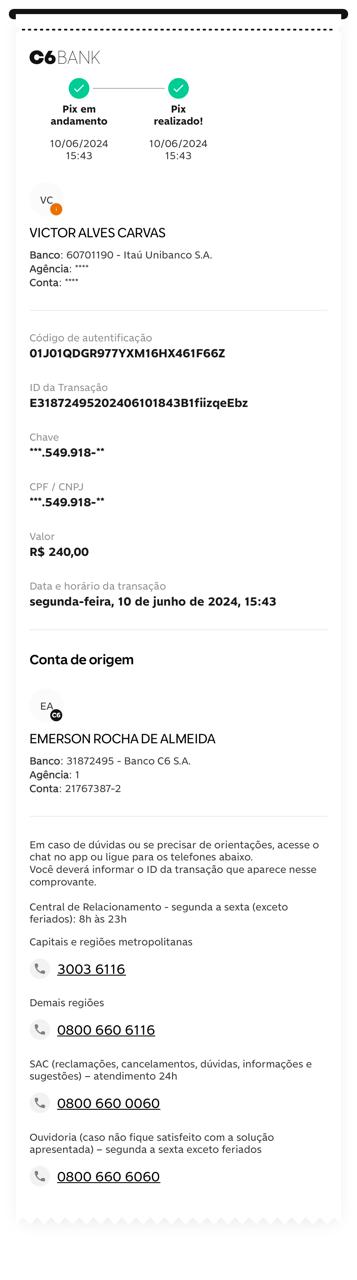 C6BANK
Pix em
andamento
10/06/2024
15:43
Pix
realizado!
10/06/2024
15:43
VC
VICTOR ALVES CARVAS
Banco: 60701190 - Itaú Unibanco S.A.
Agência: ****
Conta: ****
Código de autentificação
01J01QDGR977YXM16HX461F66Z
ID da Transação
E31872495202406101843B1fiizqeEbz
Chave
***.549.918-**
CPF / CNPJ
***.549.918-**
Valor
R$ 240,00
Data e horário da transação
segunda-feira, 10 de junho de 2024, 15:43
Conta de origem
EA
C6
EMERSON ROCHA DE ALMEIDA
Banco: 31872495 - Banco C6 S.A.
Agência: 1
Conta: 21767387-2
Em caso de dúvidas ou se precisar de orientações, acesse o
chat no app ou ligue para os telefones abaixo.
Você deverá informar o ID da transação que aparece nesse
comprovante.
Central de Relacionamento - segunda a sexta (exceto
feriados): 8h às 23h
Capitais e regiões metropolitanas
3003 6116
Demais regiões
0800 660 6116
SAC (reclamações, cancelamentos, dúvidas, informações e
sugestões) – atendimento 24h
0800 660 0060
Ouvidoria (caso não fique satisfeito com a solução
apresentada) – segunda a sexta exceto feriados
0800 660 6060